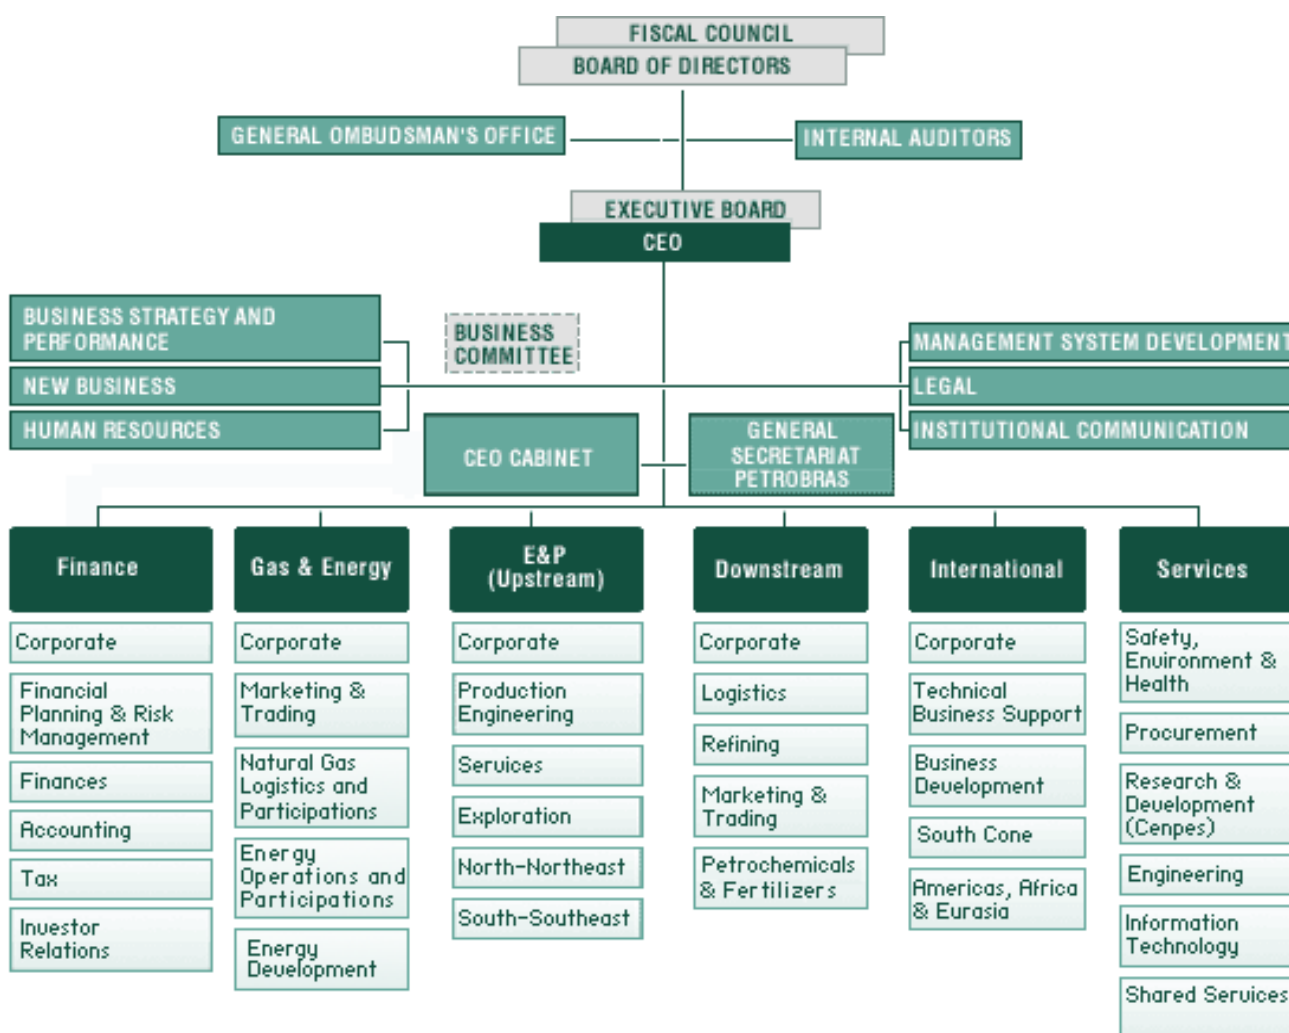 FISCAL COUNCIL
BOARD OF DIRECTORS
GENERAL OMBUDSMAN'S OFFICE
INTERNAL AUDITORS
EXECUTIVE BOARD
CEO
BUSINESS STRATEGY AND
PERFORMANCE
NEW BUSINESS
HUMAN RESOURCES
BUSINESS
COMMITTEE
MANAGEMENT SYSTEM DEVELOPMENT
LEGAL
INSTITUTIONAL COMMUNICATION
CEO CABINET
GENERAL
SECRETARIAT
PETROBRAS
Finance
Corporate
Financial
Planning & Risk
Management
Finances
Accounting
Tax
Investor
Relations
Gas & Energy
Corporate
Marketing &
Trading
Natural Gas
Logistics and
Participations
Energy
Operations and
Participations
Energy
Development
E&P
(Upstream)
Corporate
Production
Engineering
Services
Exploration
North-Northeast
South-Southeast
Downstream
Corporate
Logistics
Refining
Marketing &
Trading
Petrochemicals
& Fertilizers
International
Corporate
Technical
Business Support
Business
Development
South Cone
Americas, Africa
& Eurasia
Services
Safety,
Environment &
Health
Procurement
Research &
Development
(Cenpes)
Engineering
Information
Technology
Shared Services